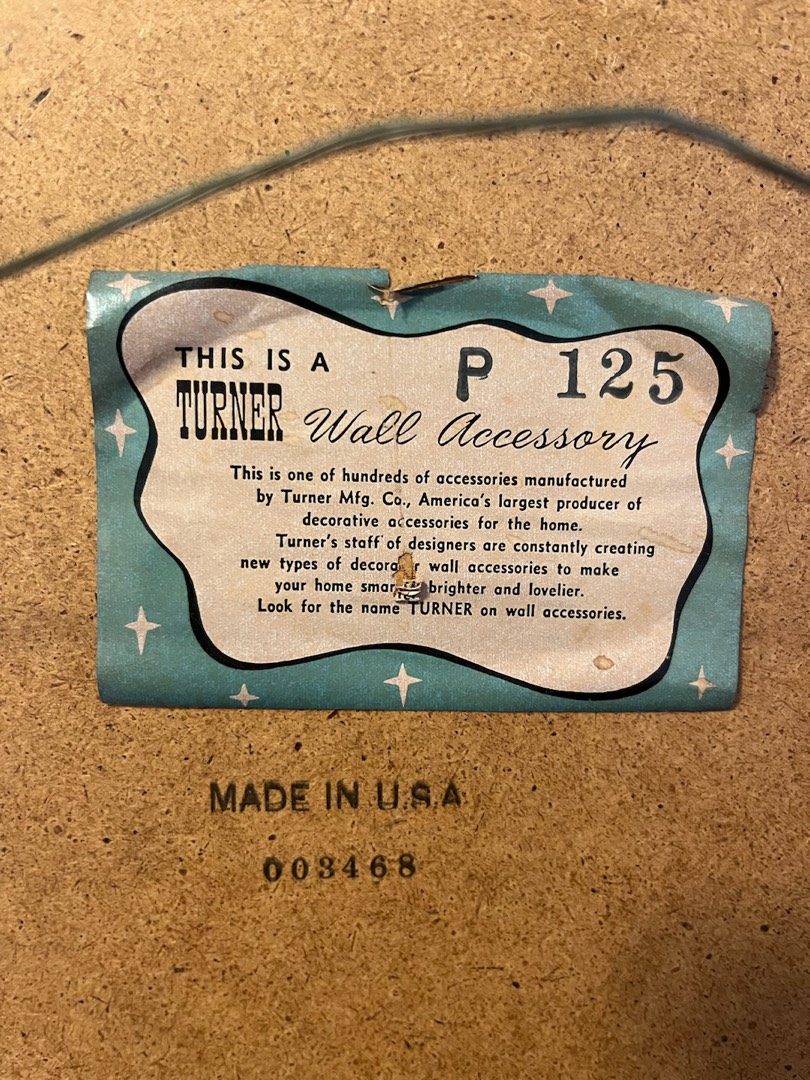 THIS IS A
P 125
TURNER Wall Accessory
This is one of hundreds of accessories manufactured
by Turner Mfg. Co., America's largest producer of
decorative accessories for the home.
Turner's staff of designers are constantly creating
new types of wall accessories to make
your home brighter and lovelier.
Look for the name TURNER on wall accessories.
MADE IN U.S.A
003468